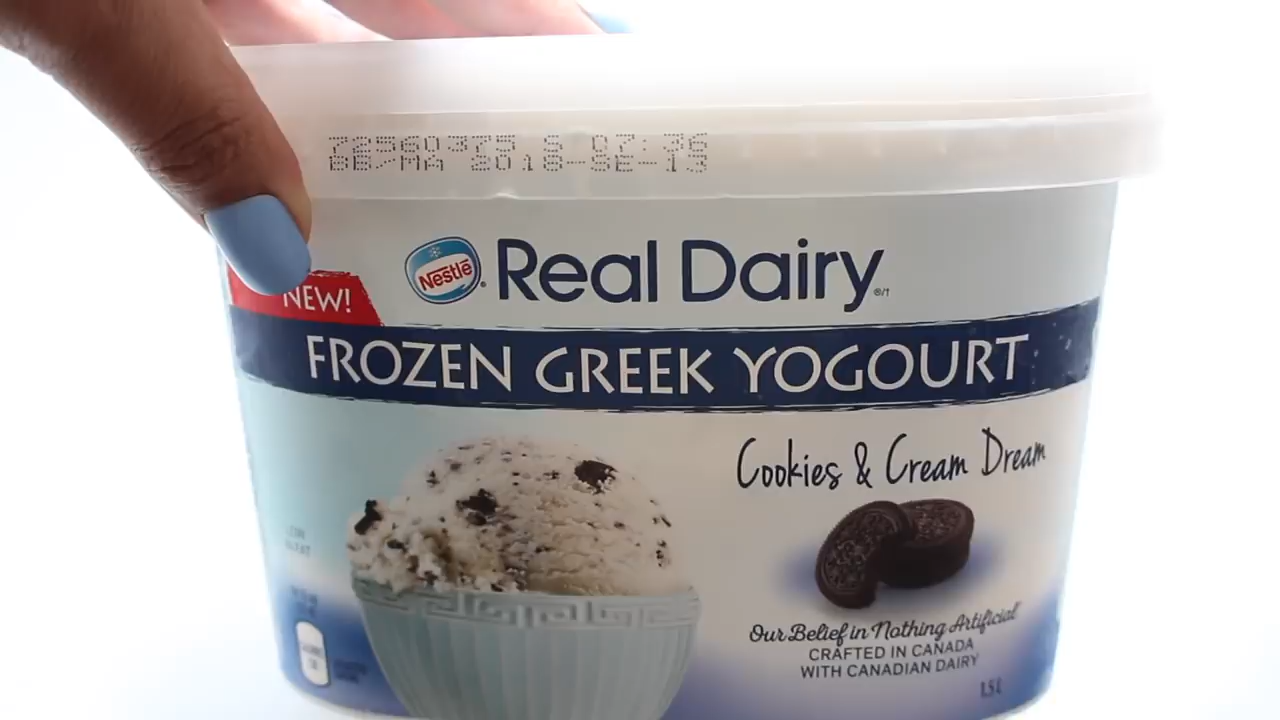 72560375 S 07:36
BB/MA 2018-SE-13
Nestlé Real Dairy
NEW!
FROZEN GREEK YOGOURT
Cookies & Cream Dream
Our Belief in Nothing Artificial
CRAFTED IN CANADA
WITH CANADIAN DAIRY
1.5 L